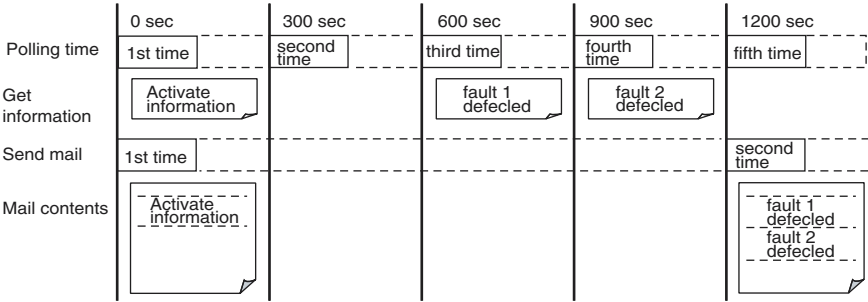 0 sec 300 sec 600 sec 900 sec 1200 sec
Polling time 1st time second time third time fourth time fifth time
Get information
Activate information
fault 1 defecled
fault 2 defecled
Send mail 1st time second time
Mail contents
Activate information
fault 1 defecled
fault 2 defecled